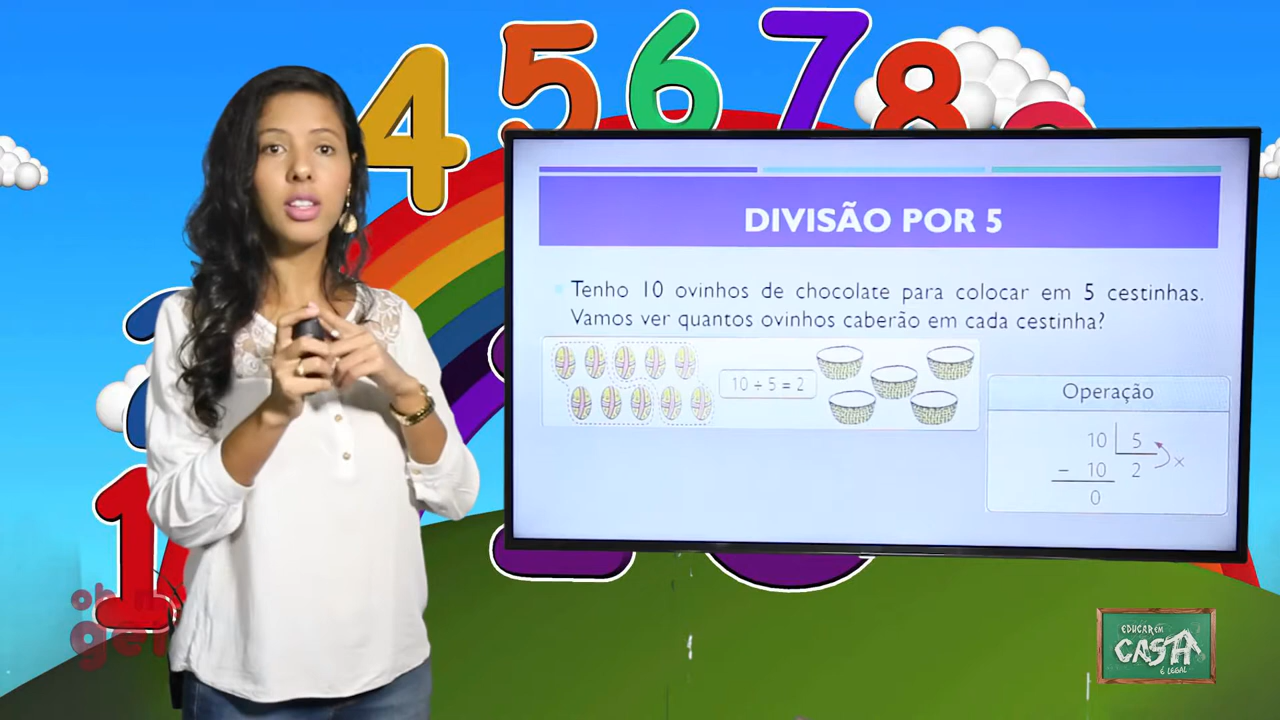 4 5 6 7 8
DIVISÃO POR 5
Tenho 10 ovinhos de chocolate para colocar em 5 cestinhas.
Vamos ver quantos ovinhos caberão em cada cestinha?
10 ÷ 5 = 2
Operação
10 5
- 10 2 x
0
1
EDUCAR EM
CASA
É LEGAL